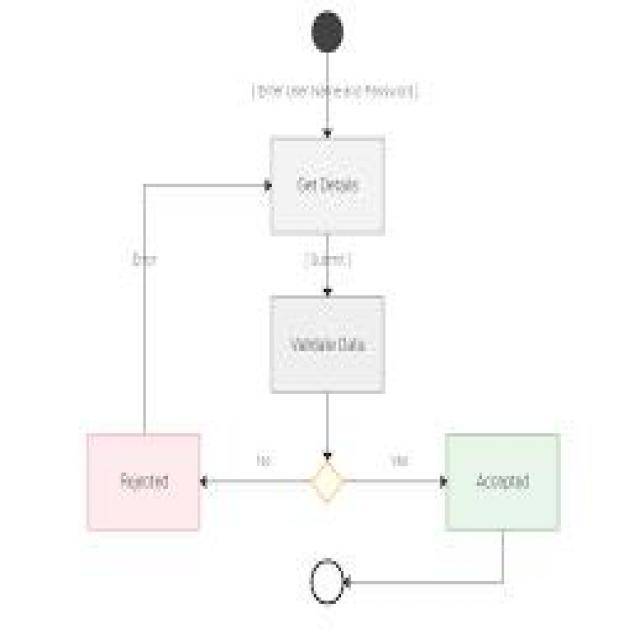 [ Enter User Name and Password ]
Get Details
Error
[ Submit ]
Validate Data
No
Yes
Rejected
Accepted